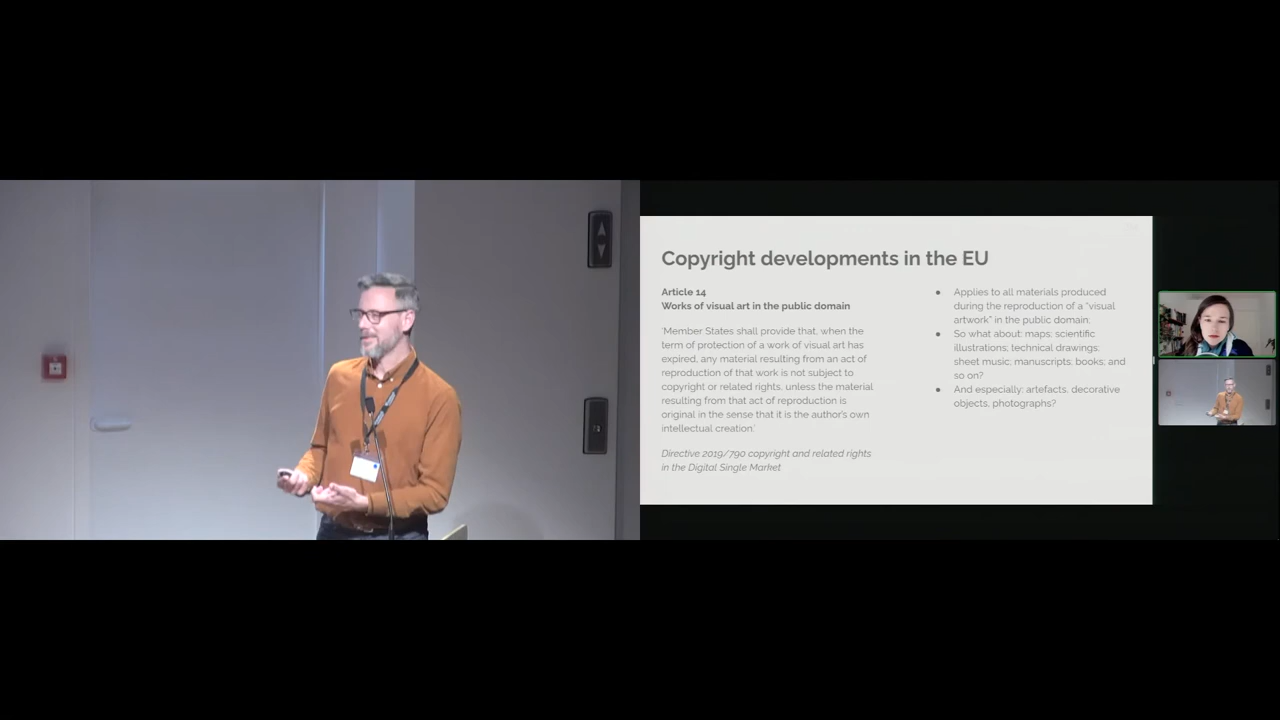 Copyright developments in the EU
Article 14
Works of visual art in the public domain
'Member States shall provide that, when the
term of protection of a work of visual art has
expired, any material resulting from an act of
reproduction of that work is not subject to
copyright or related rights, unless the material
resulting from that act of reproduction is
original in the sense that it is the author's own
intellectual creation.'
Directive 2019/790 copyright and related rights
in the Digital Single Market
● Applies to all materials produced
during the reproduction of a "visual
artwork" in the public domain.
● So what about: maps; scientific
illustrations; technical drawings;
sheet music; manuscripts; books; and
so on?
● And especially: artefacts, decorative
objects, photographs?